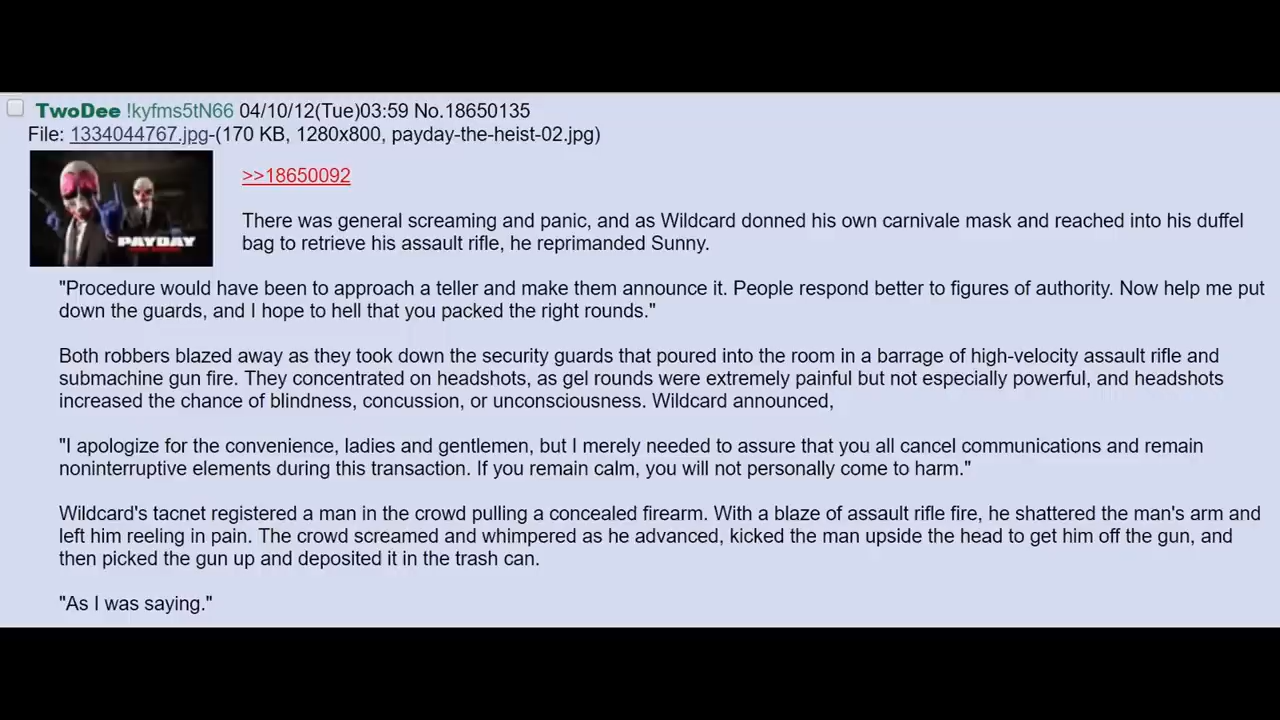 TwoDee !kyfms5tN66 04/10/12(Tue)03:59 No.18650135
File: 1334044767.jpg-(170 KB, 1280x800, payday-the-heist-02.jpg)
PAYDAY
>>18650092
There was general screaming and panic, and as Wildcard donned his own carnivale mask and reached into his duffel
bag to retrieve his assault rifle, he reprimanded Sunny.
"Procedure would have been to approach a teller and make them announce it. People respond better to figures of authority. Now help me put
down the guards, and I hope to hell that you packed the right rounds."
Both robbers blazed away as they took down the security guards that poured into the room in a barrage of high-velocity assault rifle and
submachine gun fire. They concentrated on headshots, as gel rounds were extremely painful but not especially powerful, and headshots
increased the chance of blindness, concussion, or unconsciousness. Wildcard announced,
"I apologize for the convenience, ladies and gentlemen, but I merely needed to assure that you all cancel communications and remain
noninterruptive elements during this transaction. If you remain calm, you will not personally come to harm."
Wildcard's tacnet registered a man in the crowd pulling a concealed firearm. With a blaze of assault rifle fire, he shattered the man's arm and
left him reeling in pain. The crowd screamed and whimpered as he advanced, kicked the man upside the head to get him off the gun, and
then picked the gun up and deposited it in the trash can.
"As I was saying."